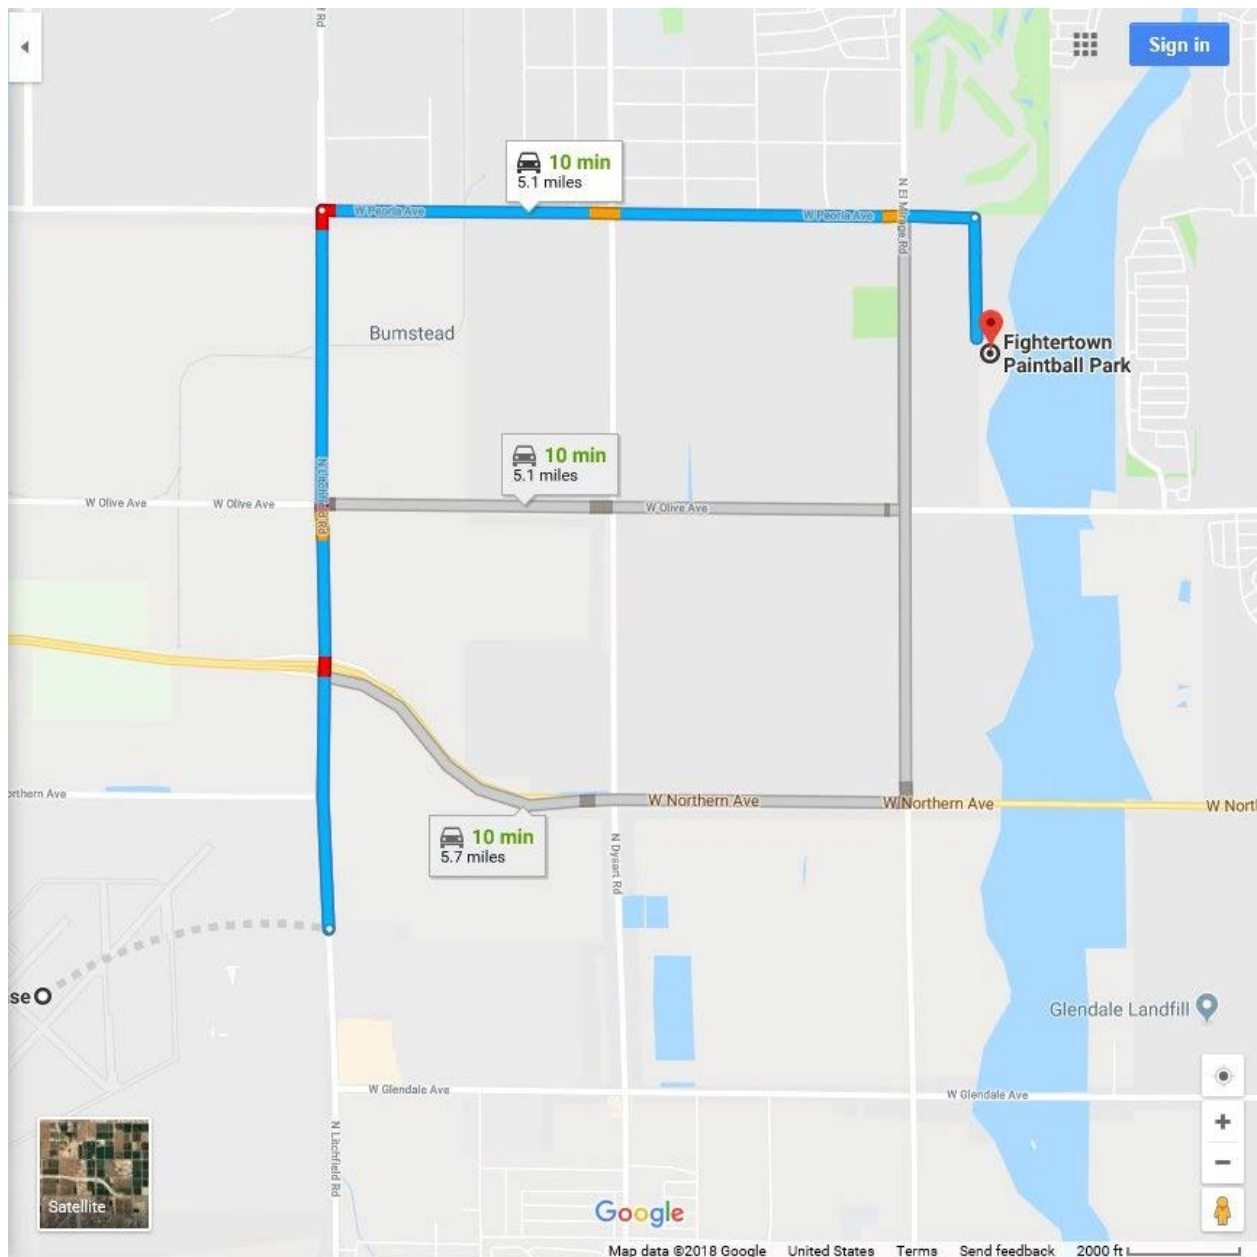 l Rd
Sign in
10 min
5.1 miles
W Peoria Ave
W Peoria Ave
N El Mirage Rd
Bumstead
Fightertown
Paintball Park
10 min
5.1 miles
N Litchfield Rd
W Olive Ave
W Olive Ave
W Olive Ave
orthern Ave
W Northern Ave
W Northern Ave
W North
10 min
5.7 miles
N Dysart Rd
se
Glendale Landfill
W Glendale Ave
W Glendale Ave
N Litchfield Rd
Satellite
Google
Map data ©2018 Google United States Terms Send feedback 2000 ft